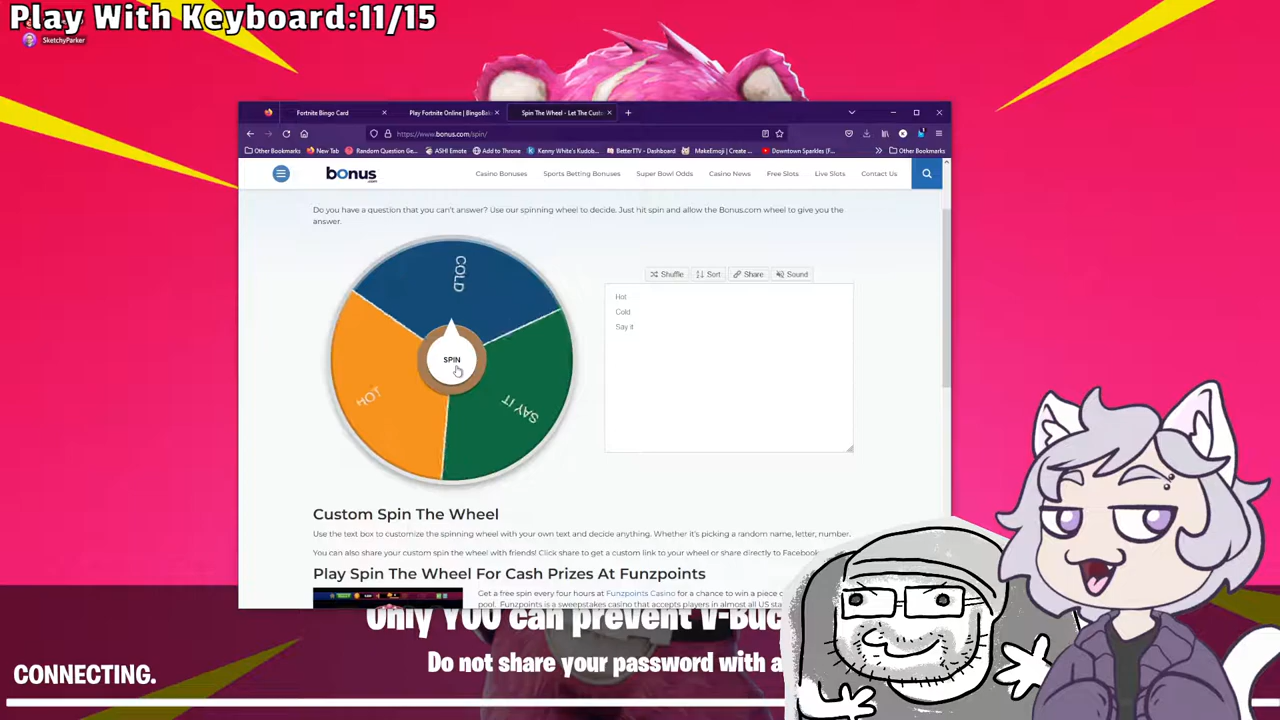 Play With Keyboard:11/15
SketchyParker
Fortnite Bingo Card
Play Fortnite Online | BingoBa
Spin The Wheel - Let The Cust
https://www.bonus.com/spin/
Other Bookmarks
New Tab
Random Question Ge...
ASHI Emote
Add to Throne
Kenny White's Kudob...
BetterTTV - Dashboard
MakeEmoji | Create ...
Downtown Sparkles (F...
Other Bookmarks
bonus
.com
Casino Bonuses
Sports Betting Bonuses
Super Bowl Odds
Casino News
Free Slots
Live Slots
Contact Us
Do you have a question that you can't answer? Use our spinning wheel to decide. Just hit spin and allow the Bonus.com wheel to give you the
answer.
COLD
HOT
SAY IT
SPIN
Shuffle
Sort
Share
Sound
Hot
Cold
Say it
Custom Spin The Wheel
Use the text box to customize the spinning wheel with your own text and decide anything. Whether it's picking a random name, letter, number.
You can also share your custom spin the wheel with friends! Click share to get a custom link to your wheel or share directly to Facebook
Play Spin The Wheel For Cash Prizes At Funzpoints
Get a free spin every four hours at Funzpoints Casino for a chance to win a piece
pool. Funzpoints is a sweepstakes casino that accepts players in almost all US sta
Only YOU can prevent V-Buc
Do not share your password with a
CONNECTING.